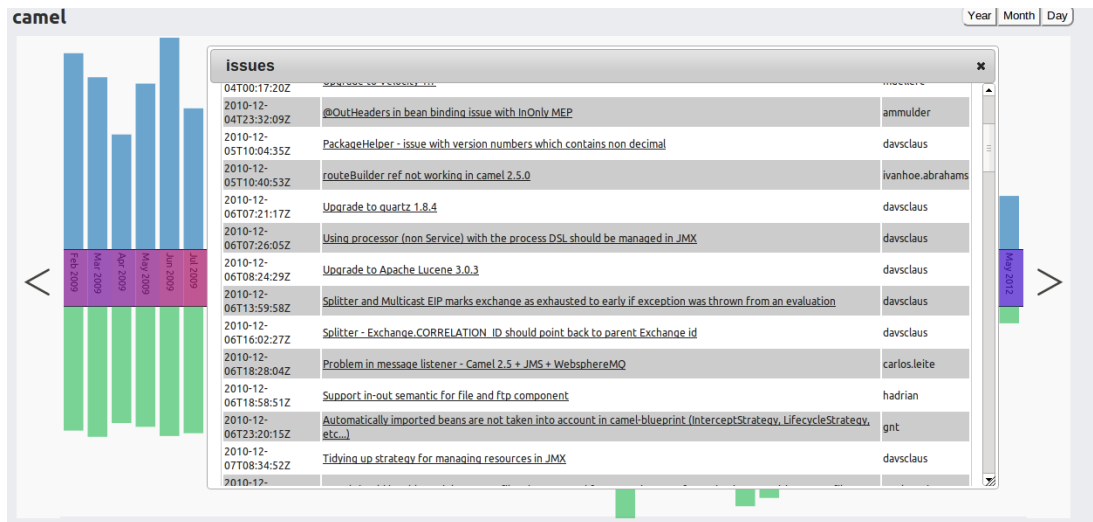 camel
Year Month Day
issues
04T00:17:20Z
2010-12-
04T23:32:09Z
@OutHeaders in bean binding issue with InOnly MEP
ammulder
2010-12-
05T10:04:35Z
PackageHelper - issue with version numbers which contains non decimal
davsclaus
2010-12-
05T10:40:53Z
routeBuilder ref not working in camel 2.5.0
ivanhoe.abrahams
2010-12-
06T07:21:17Z
Upgrade to quartz 1.8.4
davsclaus
2010-12-
06T07:26:05Z
Using processor (non Service) with the process DSL should be managed in JMX
davsclaus
2010-12-
06T08:24:29Z
Upgrade to Apache Lucene 3.0.3
davsclaus
2010-12-
06T13:59:58Z
Splitter and Multicast EIP marks exchange as exhausted to early if exception was thrown from an evaluation
davsclaus
2010-12-
06T16:02:27Z
Splitter - Exchange.CORRELATION_ID should point back to parent Exchange id
davsclaus
2010-12-
06T18:28:04Z
Problem in message listener - Camel 2.5 + JMS + WebsphereMQ
carlos.leite
2010-12-
06T18:58:51Z
Support in-out semantic for file and ftp component
hadrian
2010-12-
06T23:20:15Z
Automatically imported beans are not taken into account in camel-blueprint (InterceptStrategy, LifecycleStrategy,
etc...)
gnt
2010-12-
07T08:34:52Z
Tidying up strategy for managing resources in JMX
davsclaus
2010-12-
Feb 2009
Mar 2009
Apr 2009
May 2009
Jun 2009
Jul 2009
May 2012